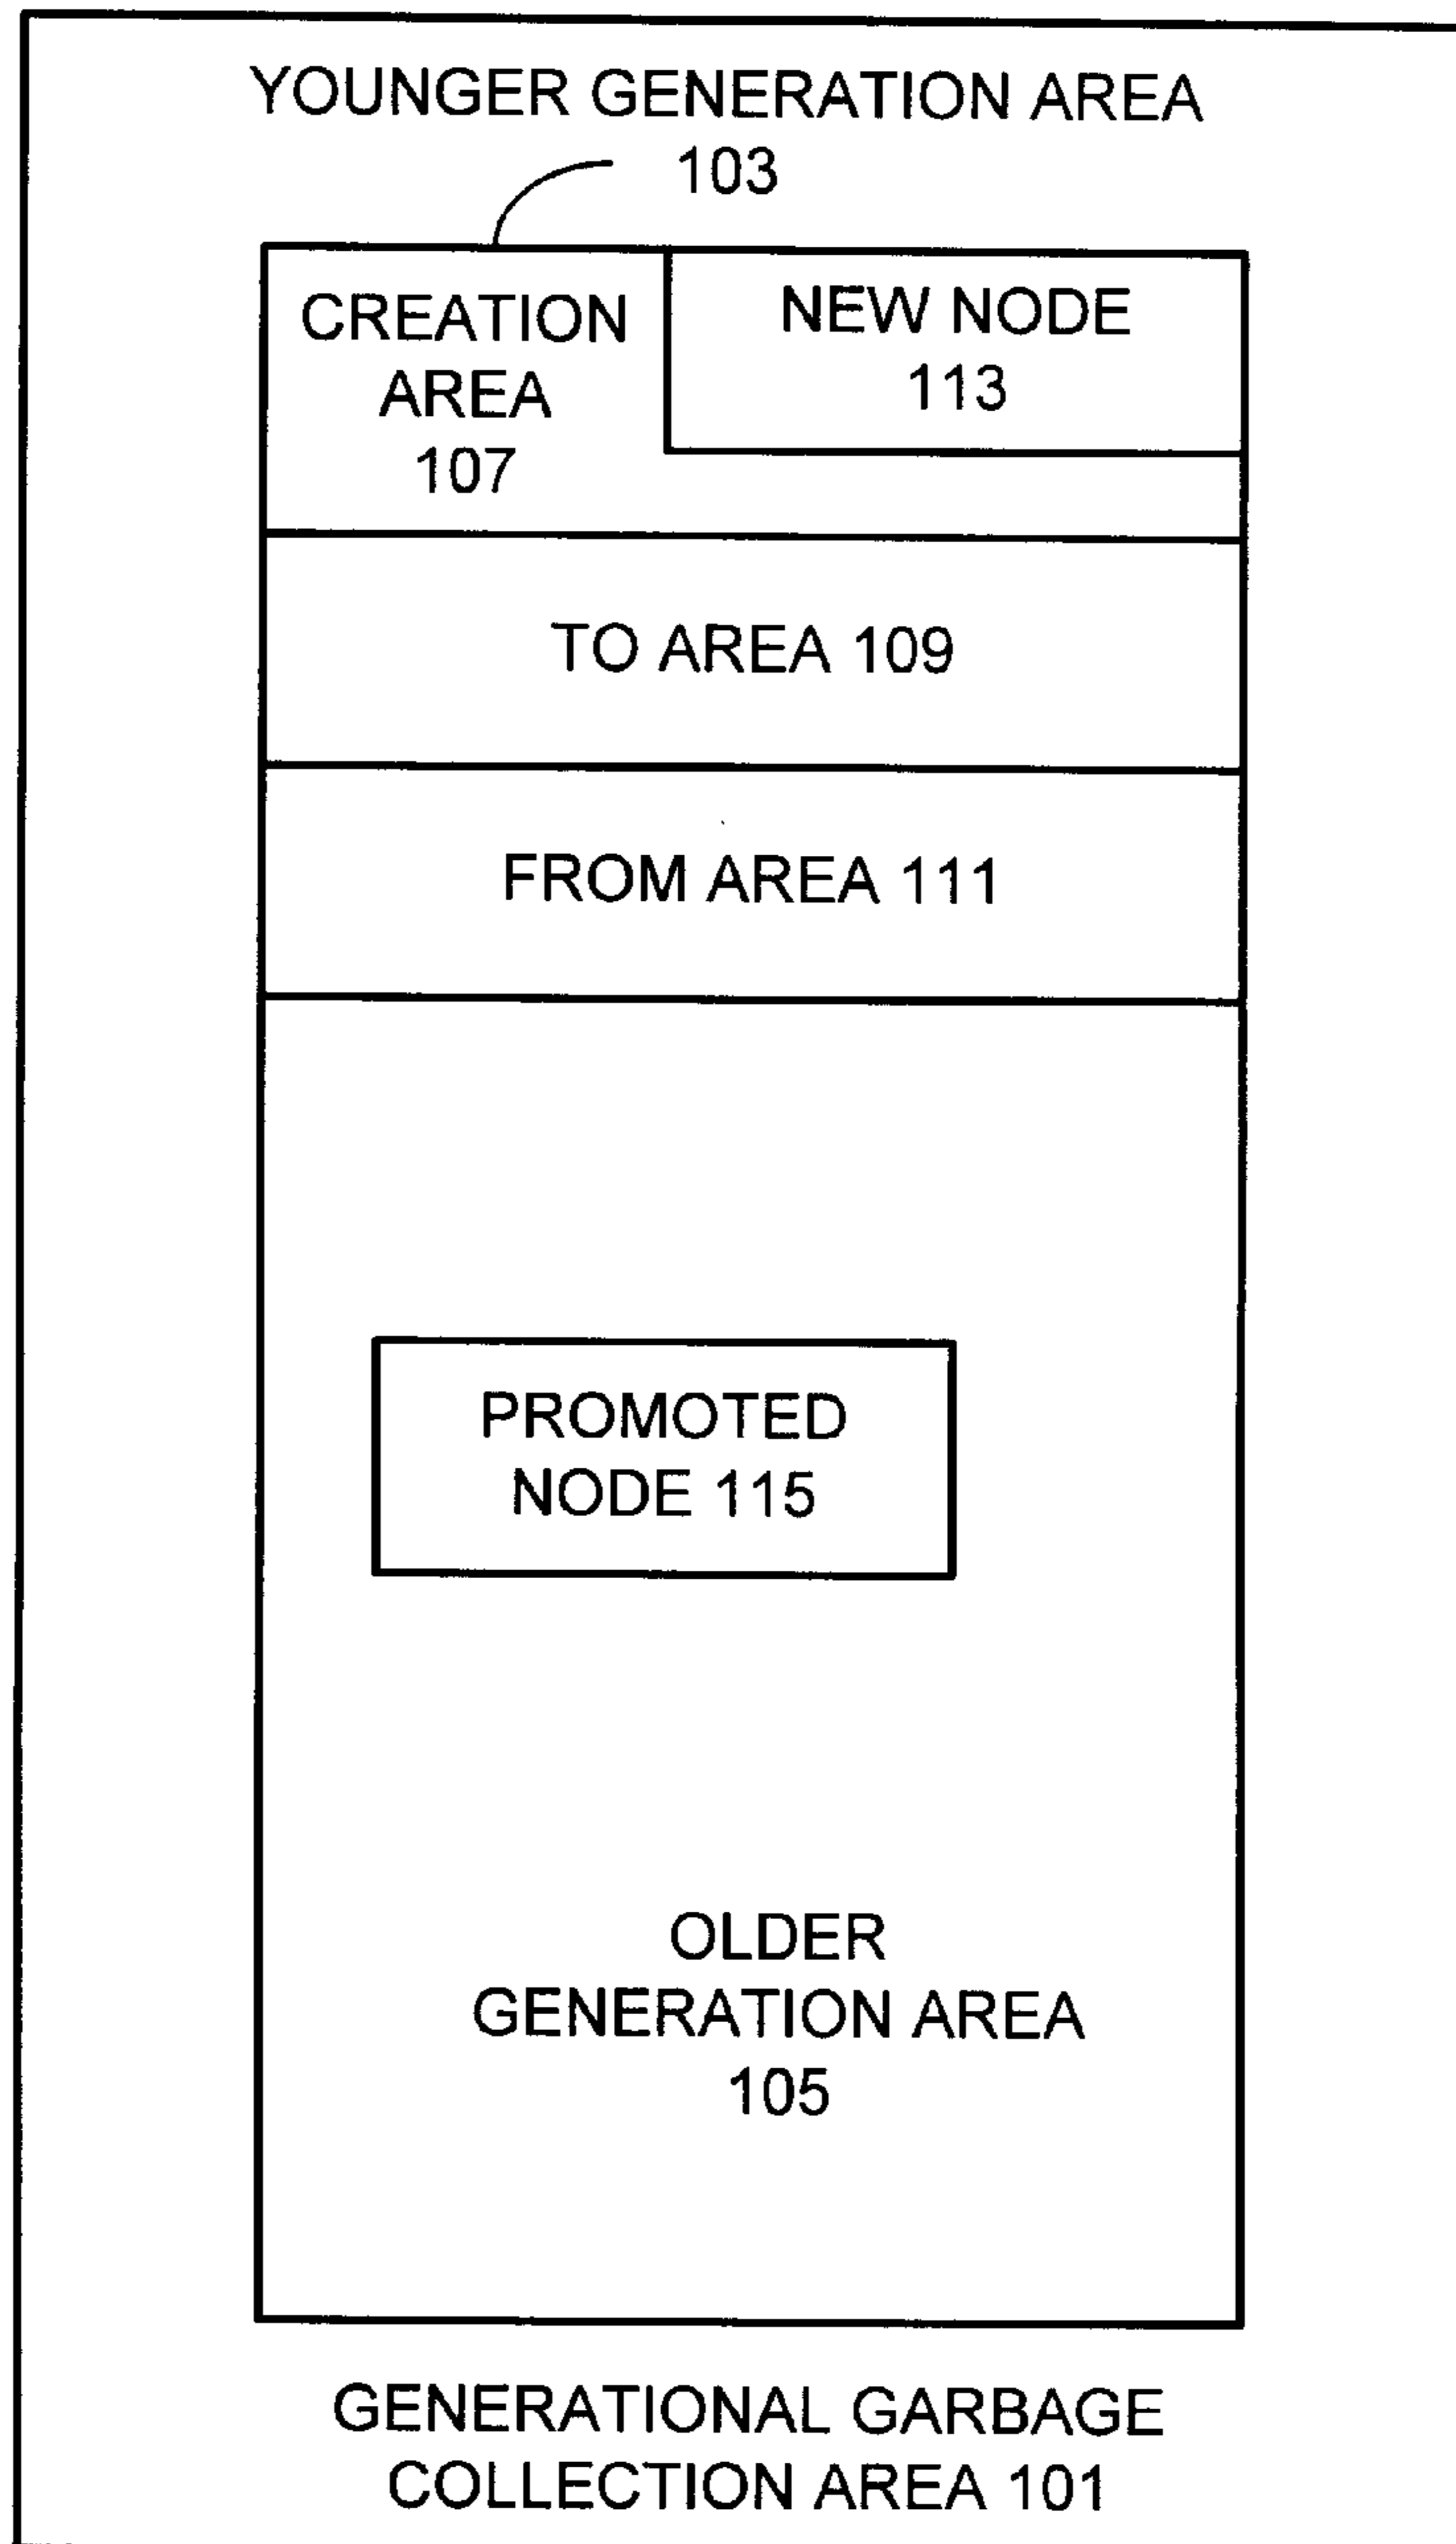 YOUNGER GENERATION AREA
103
CREATION
AREA
107
NEW NODE
113
TO AREA 109
FROM AREA 111
PROMOTED
NODE 115
OLDER
GENERATION AREA
105
GENERATIONAL GARBAGE
COLLECTION AREA 101